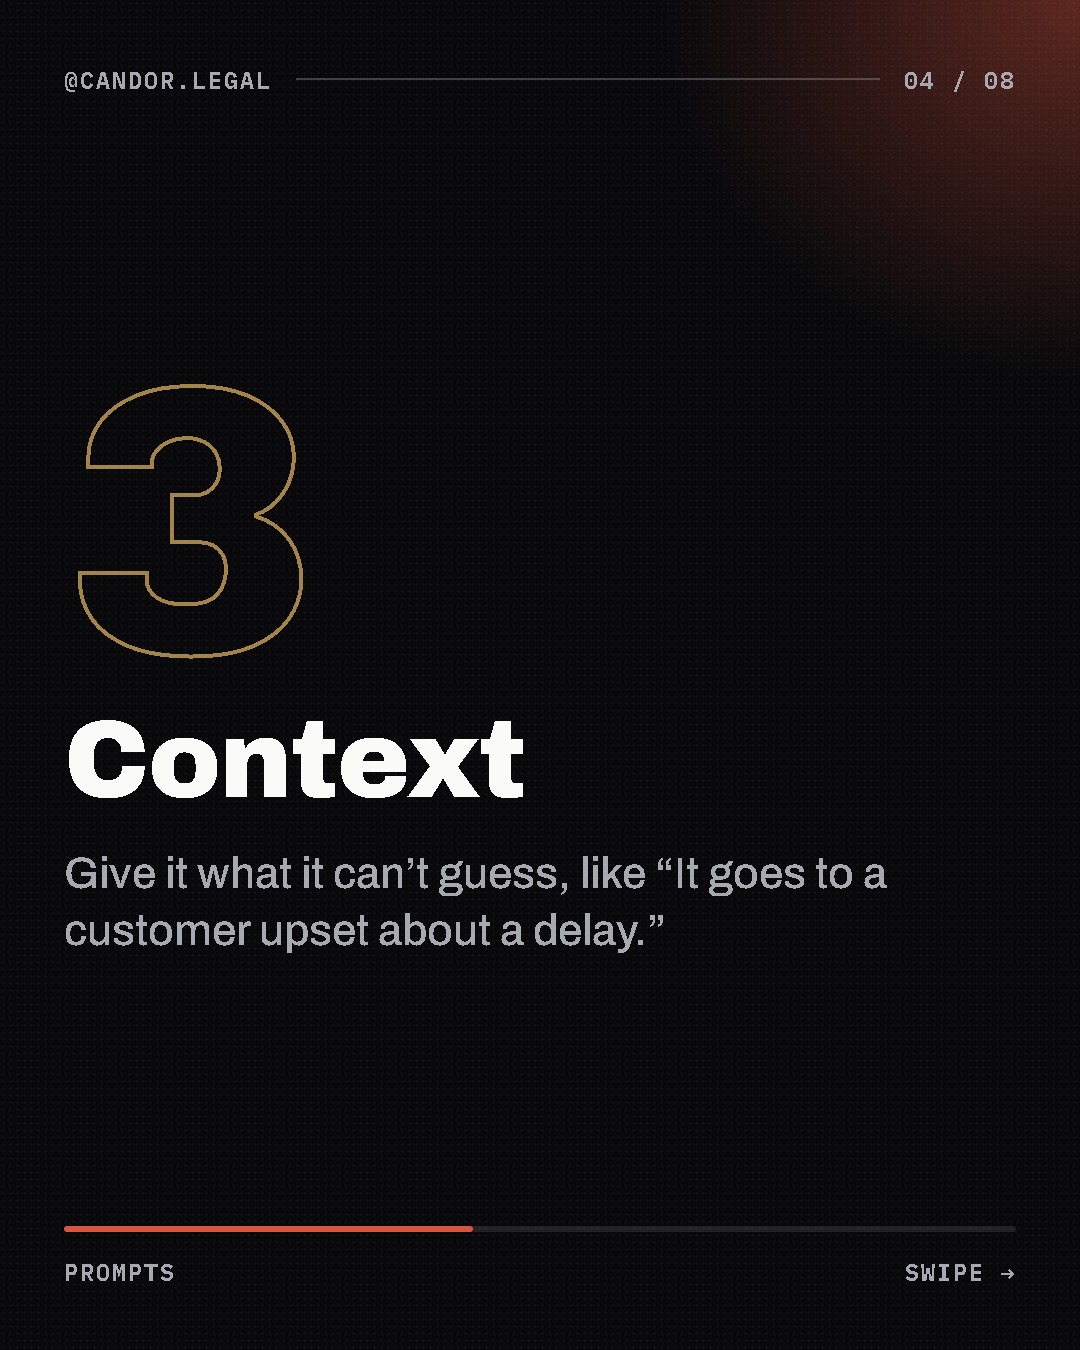 @CANDOR.LEGAL
04 / 08
3
Context
Give it what it can’t guess, like “It goes to a
customer upset about a delay.”
PROMPTS
SWIPE →